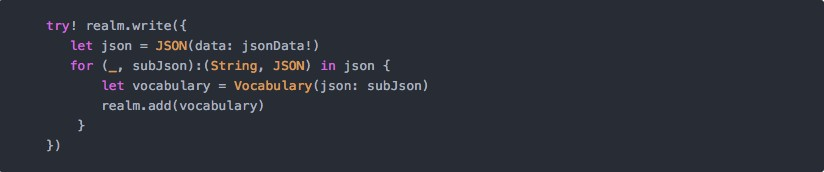 try! realm.write({
let json = JSON(data: jsonData!)
for (_, subJson):(String, JSON) in json {
let vocabulary = Vocabulary(json: subJson)
realm.add(vocabulary)
}
})